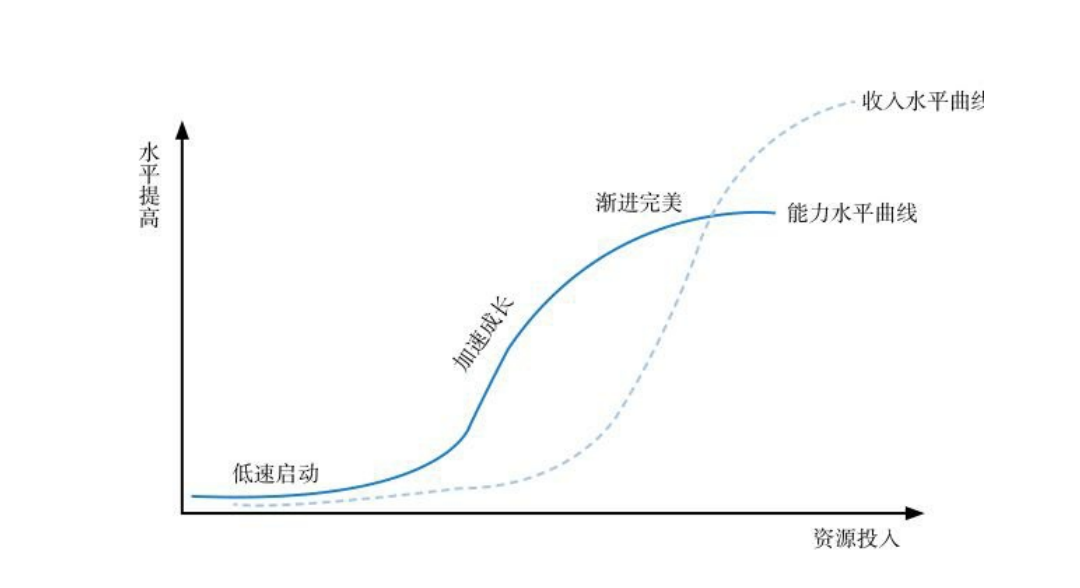 收入水平曲线
水平提高
渐进完美
能力水平曲线
加速成长
低速启动
资源投入